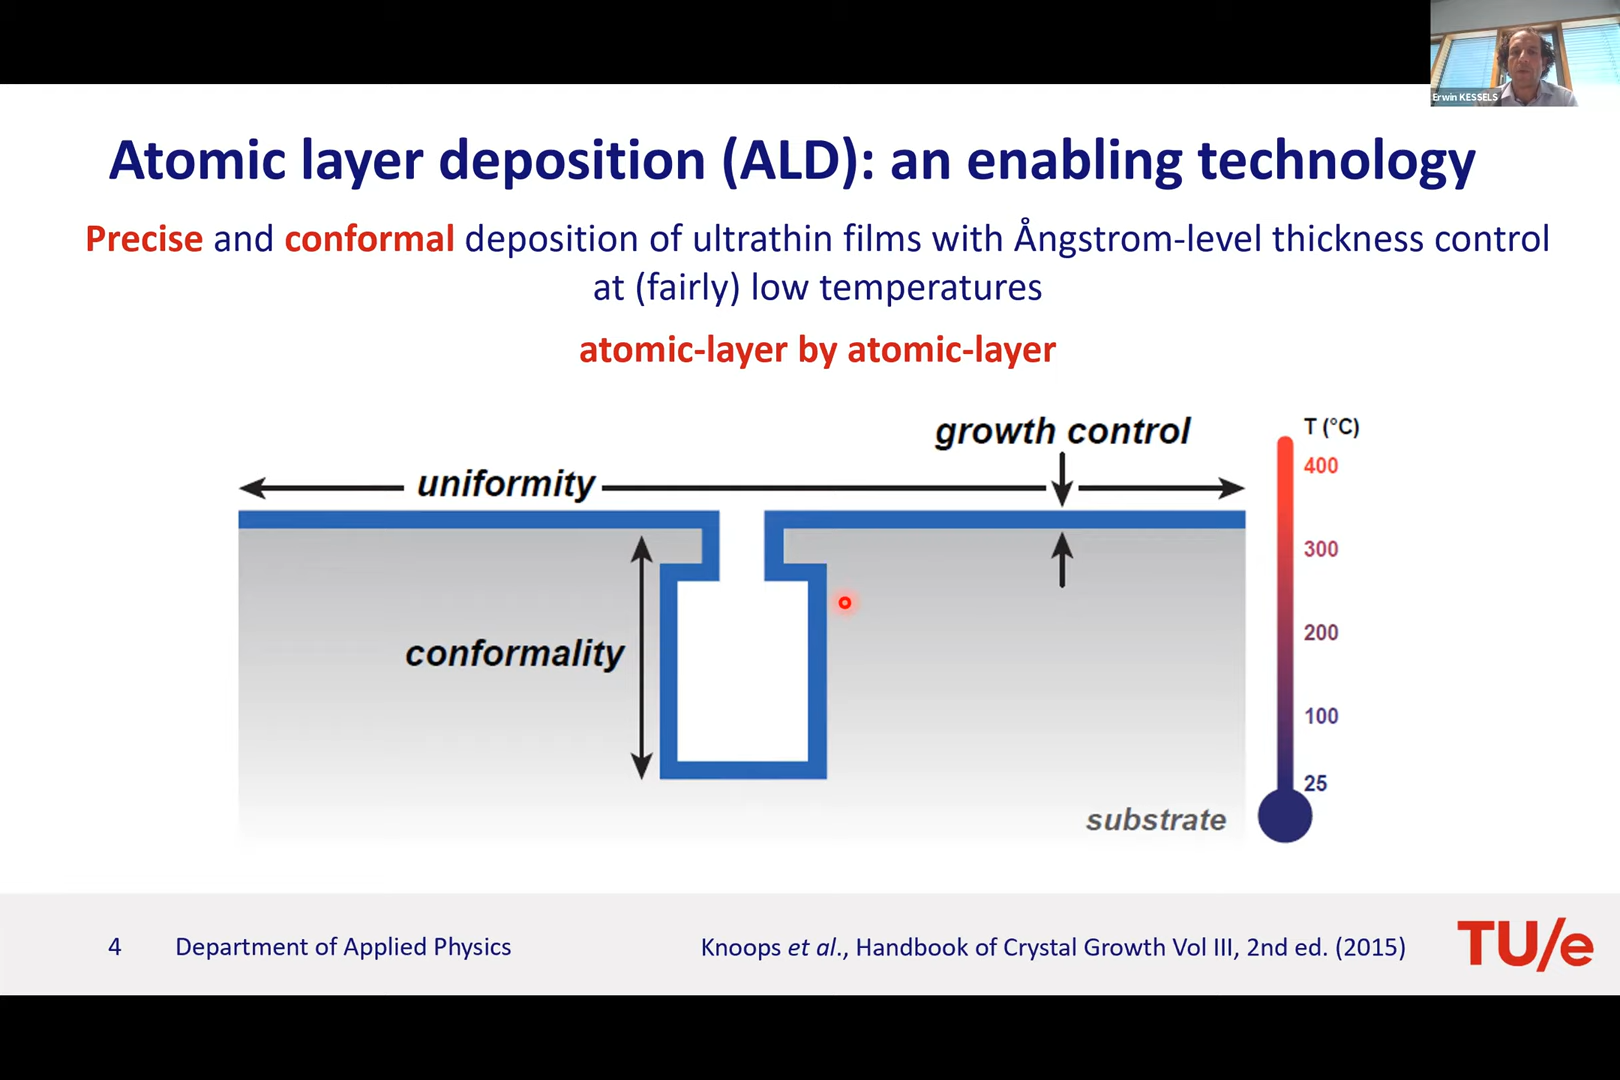 Erwin KESSELS
Atomic layer deposition (ALD): an enabling technology
Precise and conformal deposition of ultrathin films with Ångstrom-level thickness control
at (fairly) low temperatures
atomic-layer by atomic-layer
growth control
uniformity
conformality
substrate
T (°C)
400
300
200
100
25
4 Department of Applied Physics Knoops et al., Handbook of Crystal Growth Vol III, 2nd ed. (2015)
TU/e